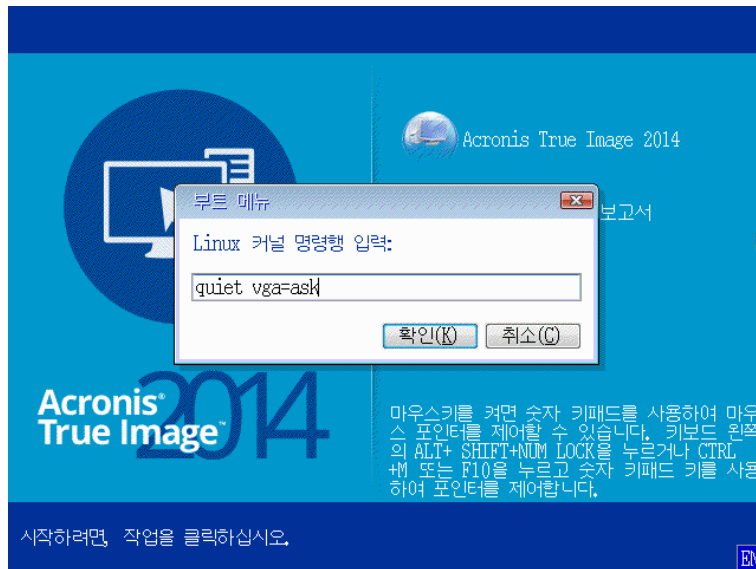 Acronis True Image 2014
부트 메뉴
보고서
Linux 커널 명령행 입력:
quiet vga=ask
확인(K)
취소(C)
Acronis
True Image
2014
마우스키를 켜면 숫자 키패드를 사용하여 마우
스 포인터를 제어할 수 있습니다. 키보드 왼쪽
의 ALT+ SHIFT+NUM LOCK을 누르거나 CTRL
+M 또는 F10을 누르고 숫자 키패드 키를 사용
하여 포인터를 제어합니다.
시작하려면, 작업을 클릭하십시오.
EN